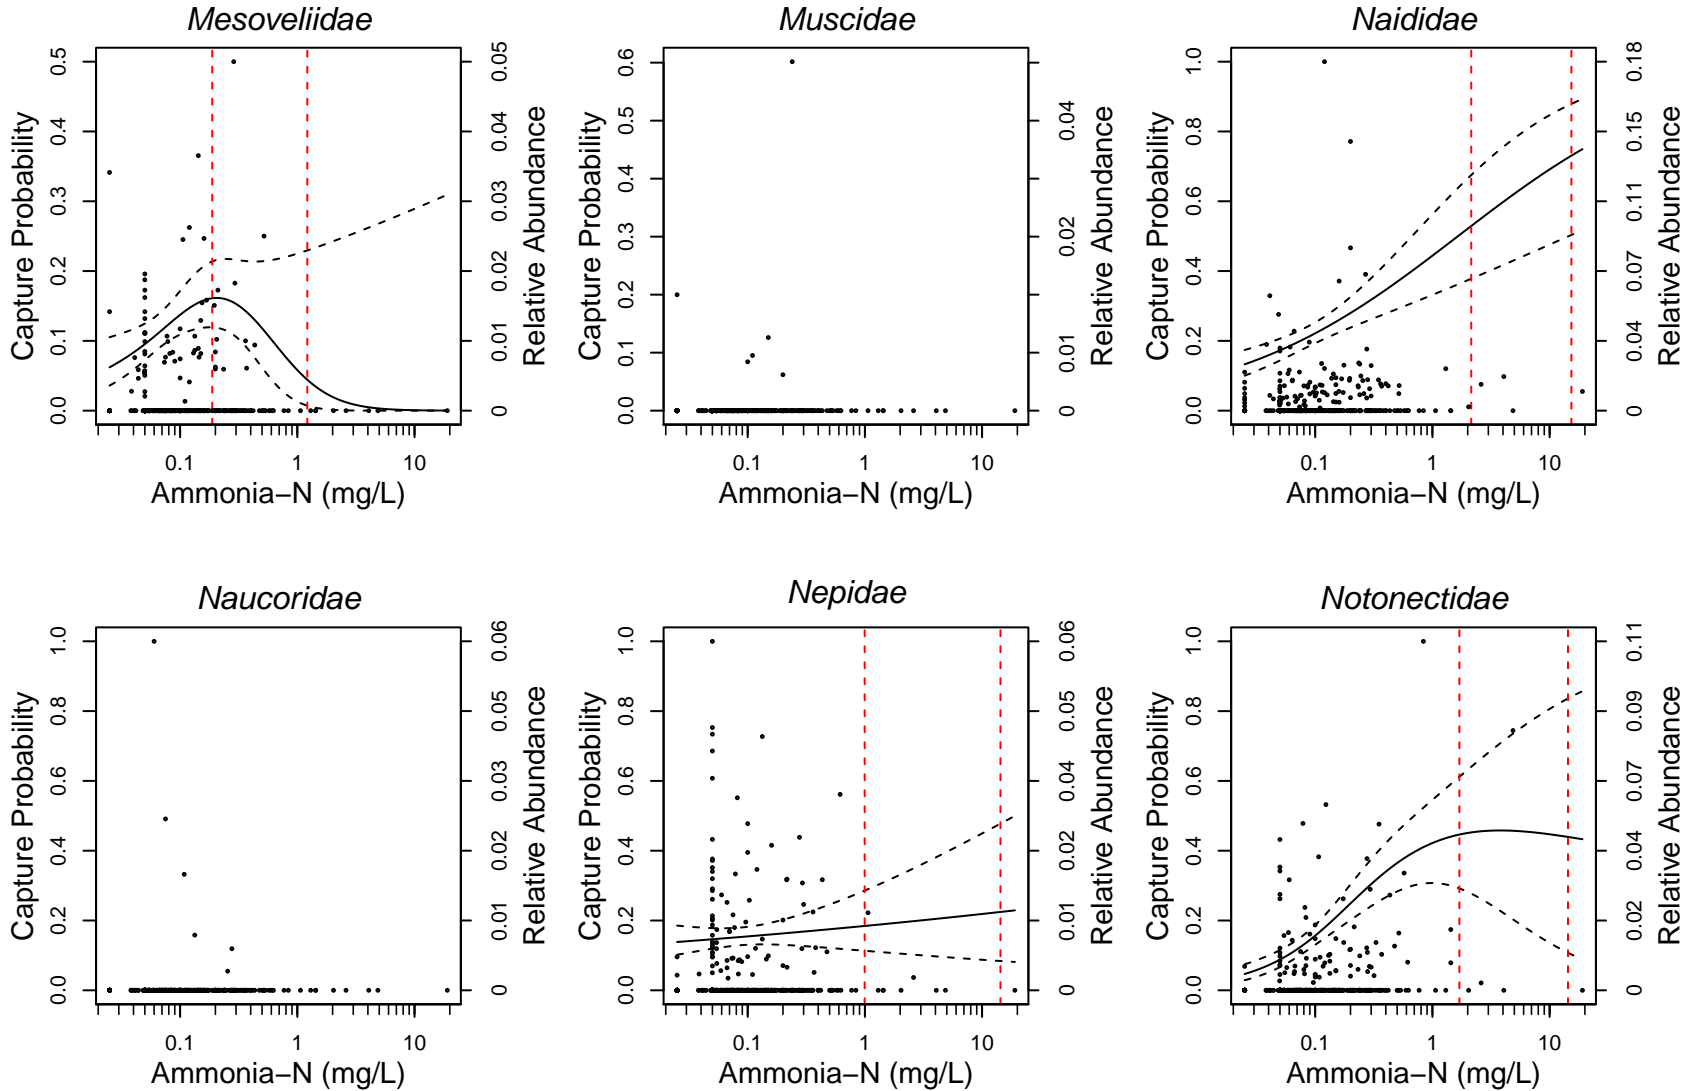 Mesoveliidae
Capture Probability
0.0 0.1 0.2 0.3 0.4 0.5
0 0.01 0.02 0.03 0.04 0.05
Relative Abundance
0.1 1 10
Ammonia−N (mg/L)
Muscidae
Capture Probability
0.0 0.1 0.2 0.3 0.4 0.5 0.6
0 0.01 0.02 0.04
Relative Abundance
0.1 1 10
Ammonia−N (mg/L)
Naididae
Capture Probability
0.0 0.2 0.4 0.6 0.8 1.0
0 0.04 0.07 0.11 0.15 0.18
Relative Abundance
0.1 1 10
Ammonia−N (mg/L)
Naucoridae
Capture Probability
0.0 0.2 0.4 0.6 0.8 1.0
0 0.01 0.02 0.03 0.05 0.06
Relative Abundance
0.1 1 10
Ammonia−N (mg/L)
Nepidae
Capture Probability
0.0 0.2 0.4 0.6 0.8 1.0
0 0.01 0.02 0.04 0.05 0.06
Relative Abundance
0.1 1 10
Ammonia−N (mg/L)
Notonectidae
Capture Probability
0.0 0.2 0.4 0.6 0.8 1.0
0 0.02 0.04 0.07 0.09 0.11
Relative Abundance
0.1 1 10
Ammonia−N (mg/L)